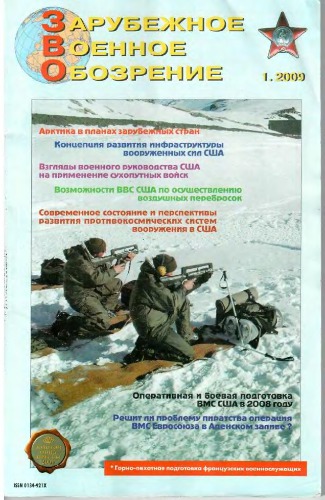 ЗАРУБЕЖНОЕ
ВОЕННОЕ
ОБОЗРЕНИЕ
1. 2009
Арктика в планах зарубежных стран
Концепция развития инфраструктуры
вооруженных сил США
Взгляды военного руководства США
на применение сухопутных войск
Возможности ВВС США по осуществлению
воздушных перебросок
Современное состояние и перспективы
развития противокосмических систем
вооружения в США
Оперативная и боевая подготовка
ВМС США в 2008 году
Решит ли проблему пиратства операция
ВМС Евросоюза в Аденском заливе ?
* Горно-пехотная подготовка французских военнослужащих
ISSN 0134-921X